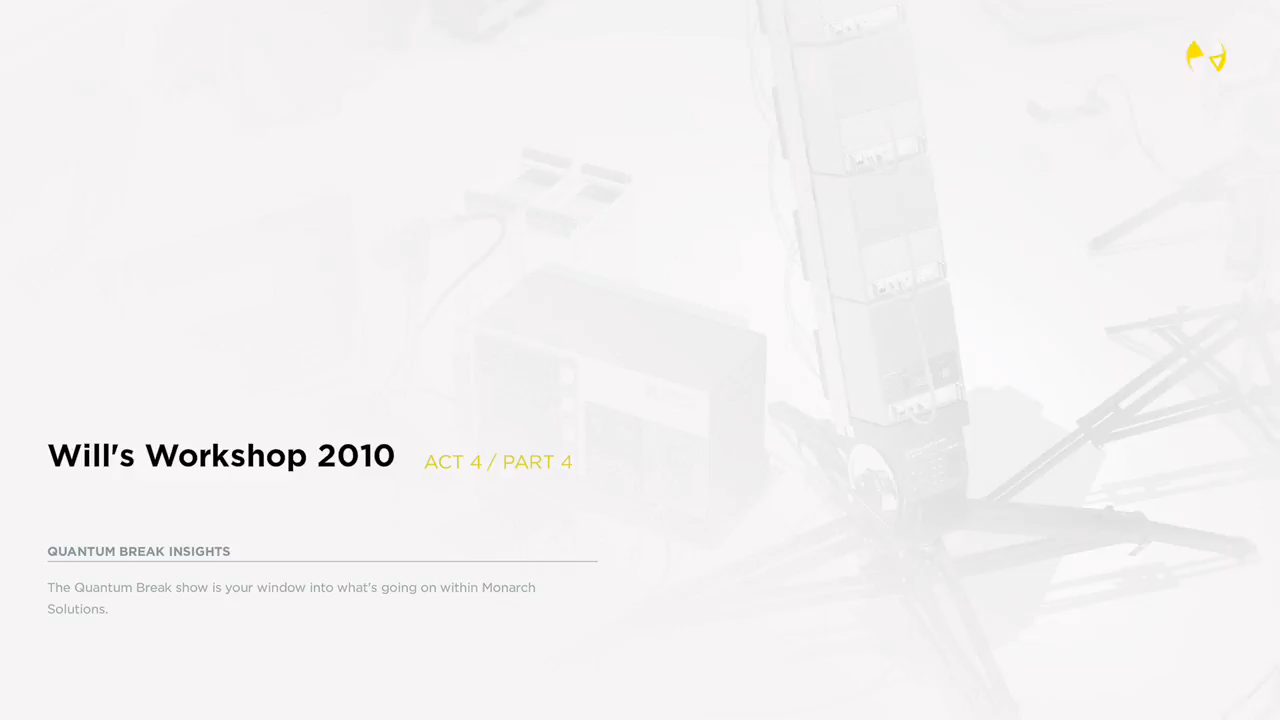 Will's Workshop 2010 ACT 4 / PART 4
QUANTUM BREAK INSIGHTS
The Quantum Break show is your window into what's going on within Monarch
Solutions.